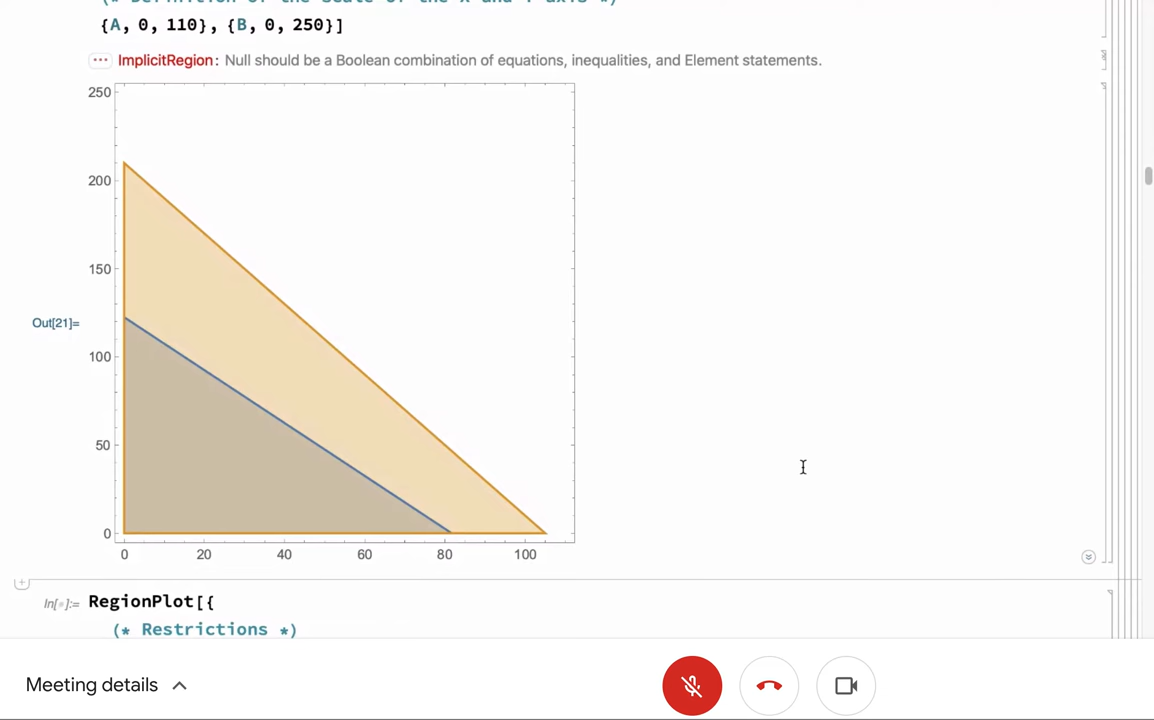 {A, 0, 110}, {B, 0, 250}]
ImplicitRegion: Null should be a Boolean combination of equations, inequalities, and Element statements.
250
200
150
Out[21]=
100
50
0
0 20 40 60 80 100
In[∘]:= RegionPlot[{
(* Restrictions *)
Meeting details